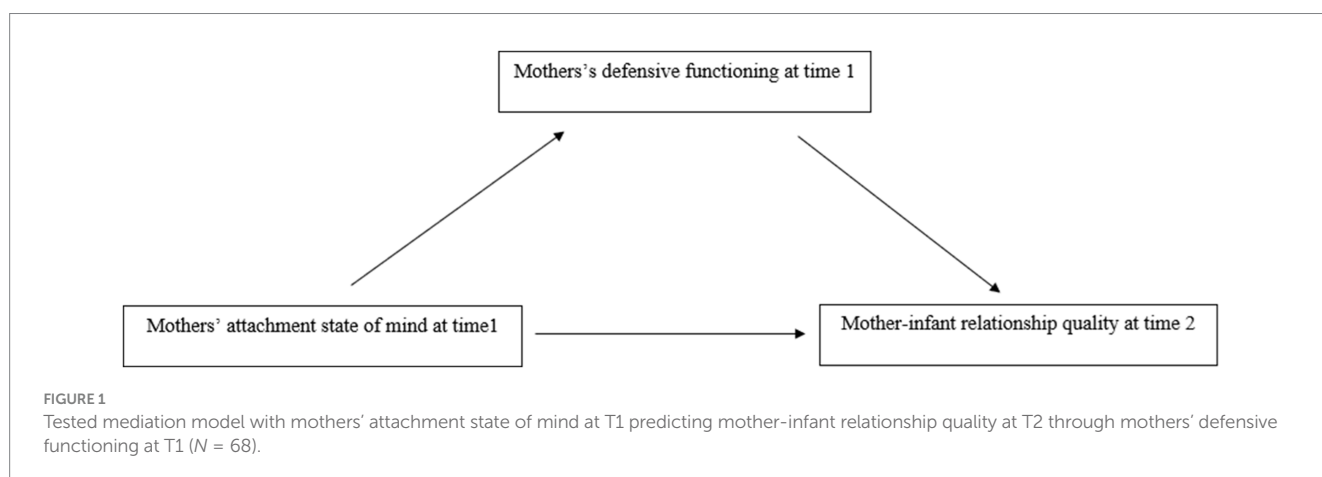 Mothers's defensive functioning at time 1
Mothers’ attachment state of mind at time1
Mother-infant relationship quality at time 2
FIGURE 1
Tested mediation model with mothers’ attachment state of mind at T1 predicting mother-infant relationship quality at T2 through mothers’ defensive
functioning at T1 (N = 68).